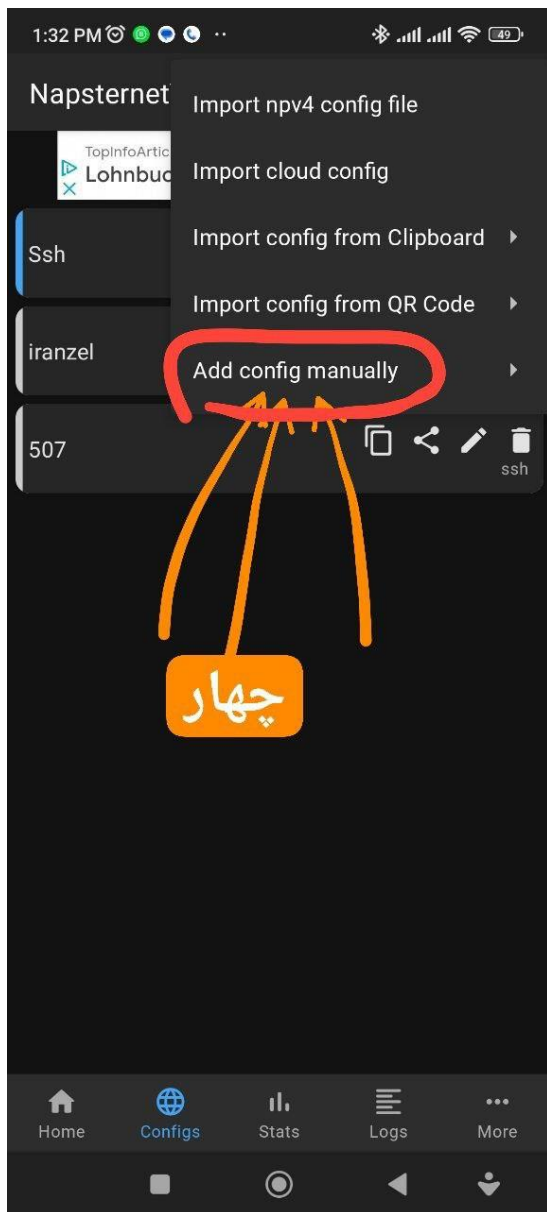 1:32 PM
49
Napsternet
Import npv4 config file
Import cloud config
Import config from Clipboard
Import config from QR Code
Add config manually
TopInfoArtic
Lohnbuc
Ssh
iranzel
507
ssh
چهار
Home
Configs
Stats
Logs
More